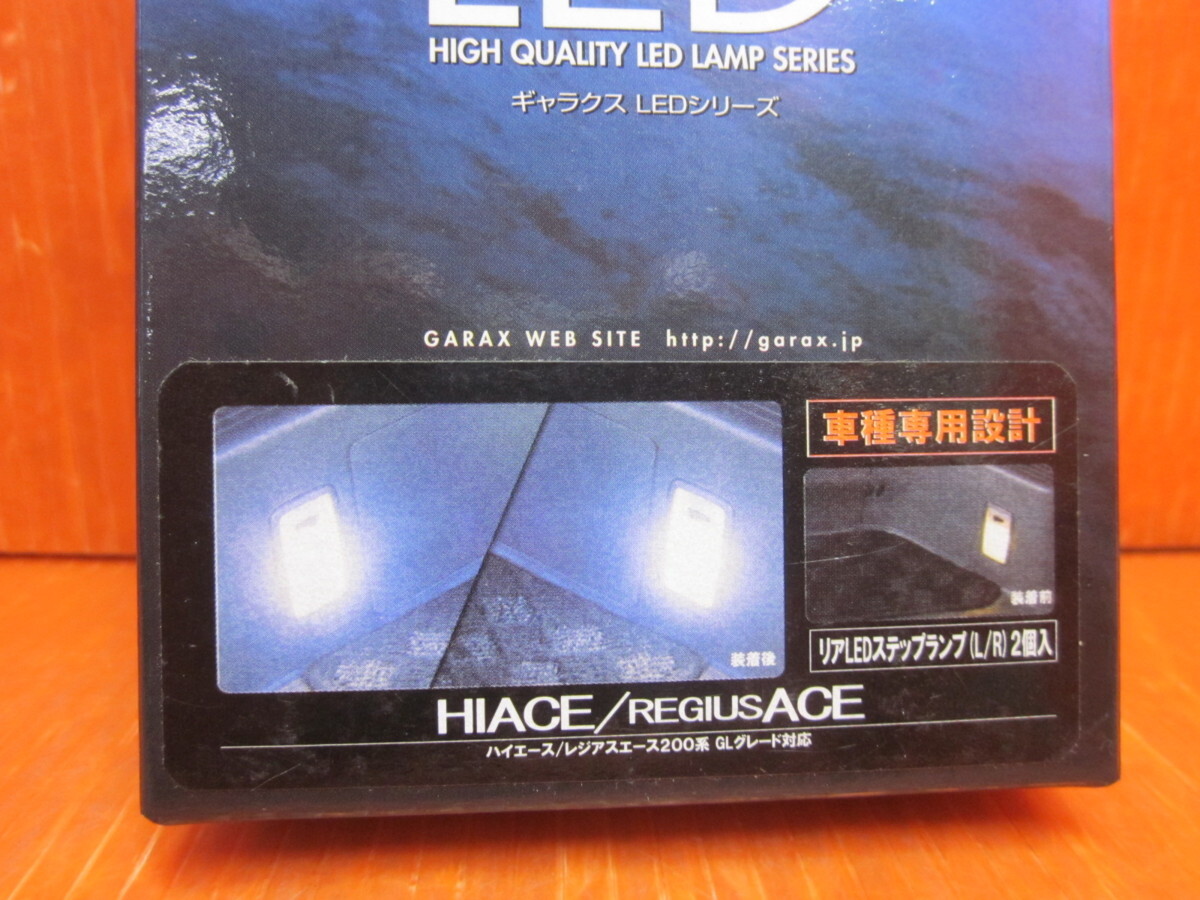 LED
HIGH QUALITY LED LAMP SERIES
ギャラクス LEDシリーズ
GARAX WEB SITE http://garax.jp
車種専用設計
装着前
装着後
リアLEDステップランプ(L/R)2個入
HIACE/REGIUSACE
ハイエース/レジアスエース200系 GLグレード対応